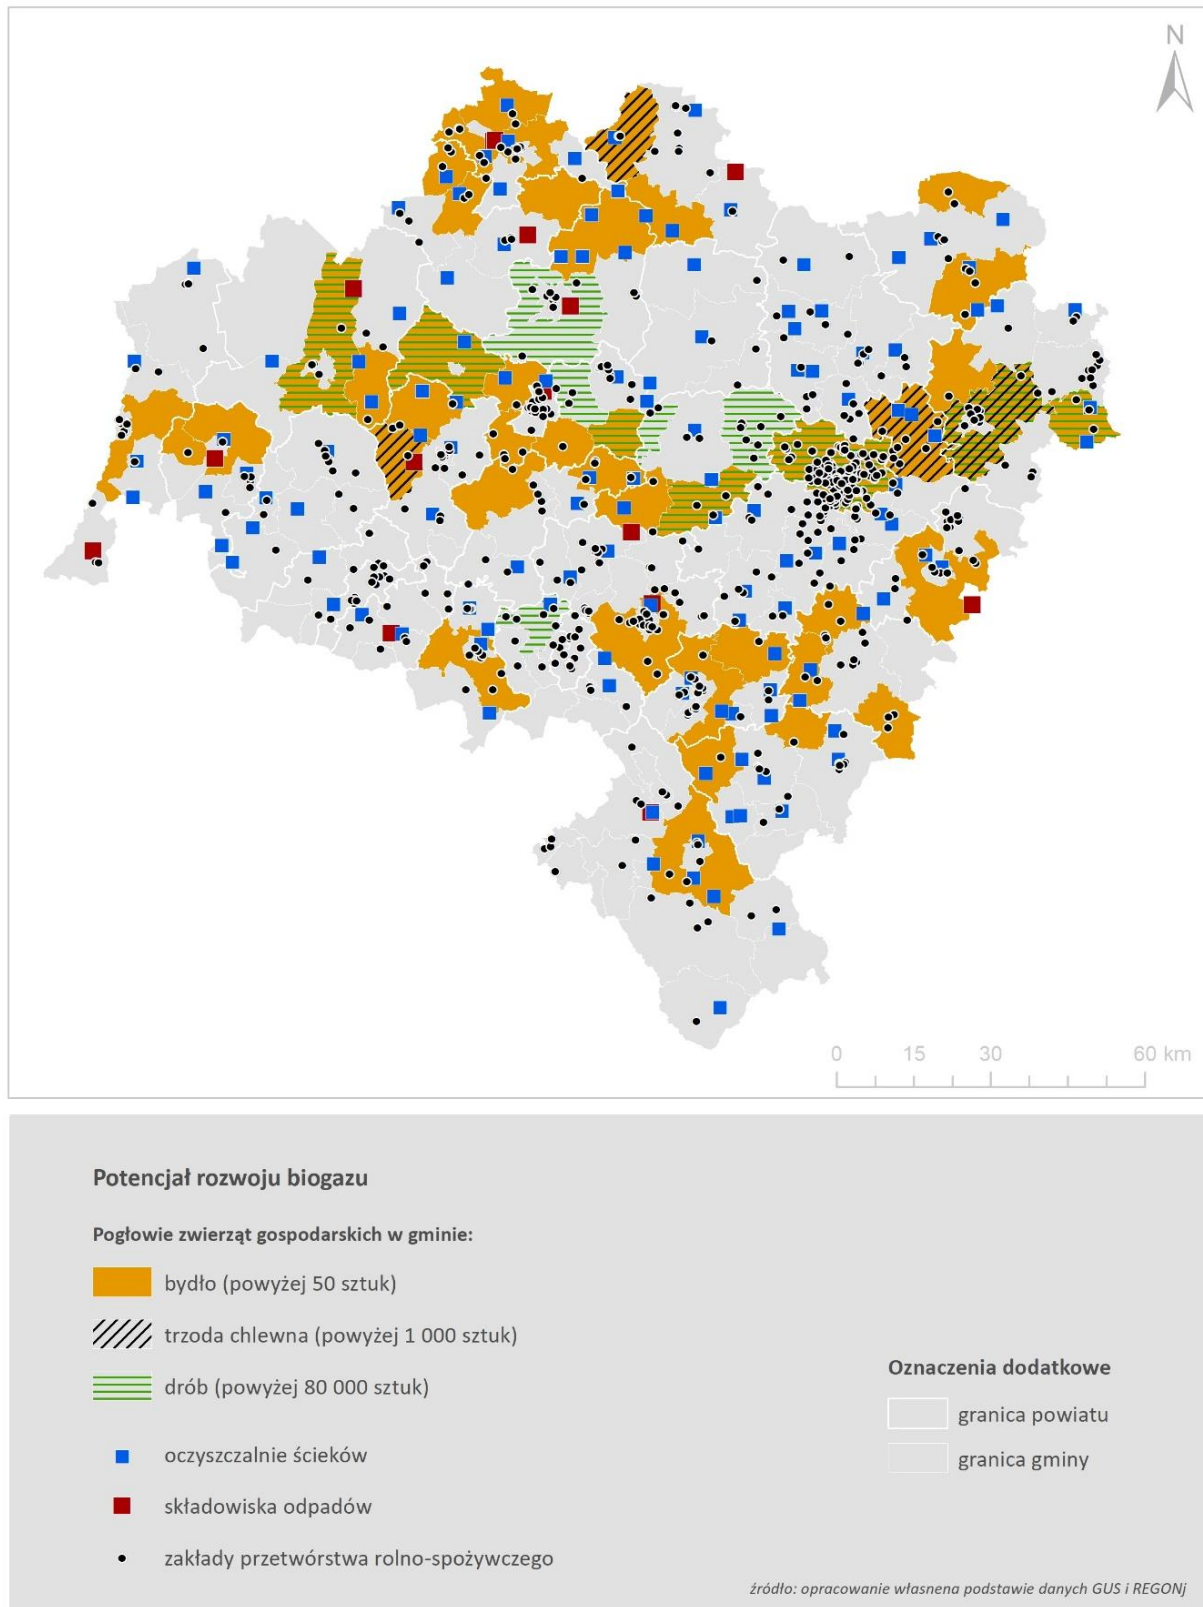 N
0 15 30 60 km
Potencjał rozwoju biogazu
Pogłowie zwierząt gospodarskich w gminie:
bydło (powyżej 50 sztuk)
trzoda chlewna (powyżej 1 000 sztuk)
drób (powyżej 80 000 sztuk)
oczyszczalnie ścieków
składowiska odpadów
zakłady przetwórstwa rolno-spożywczego
Oznaczenia dodatkowe
granica powiatu
granica gminy
źródło: opracowanie własnena podstawie danych GUS i REGONj